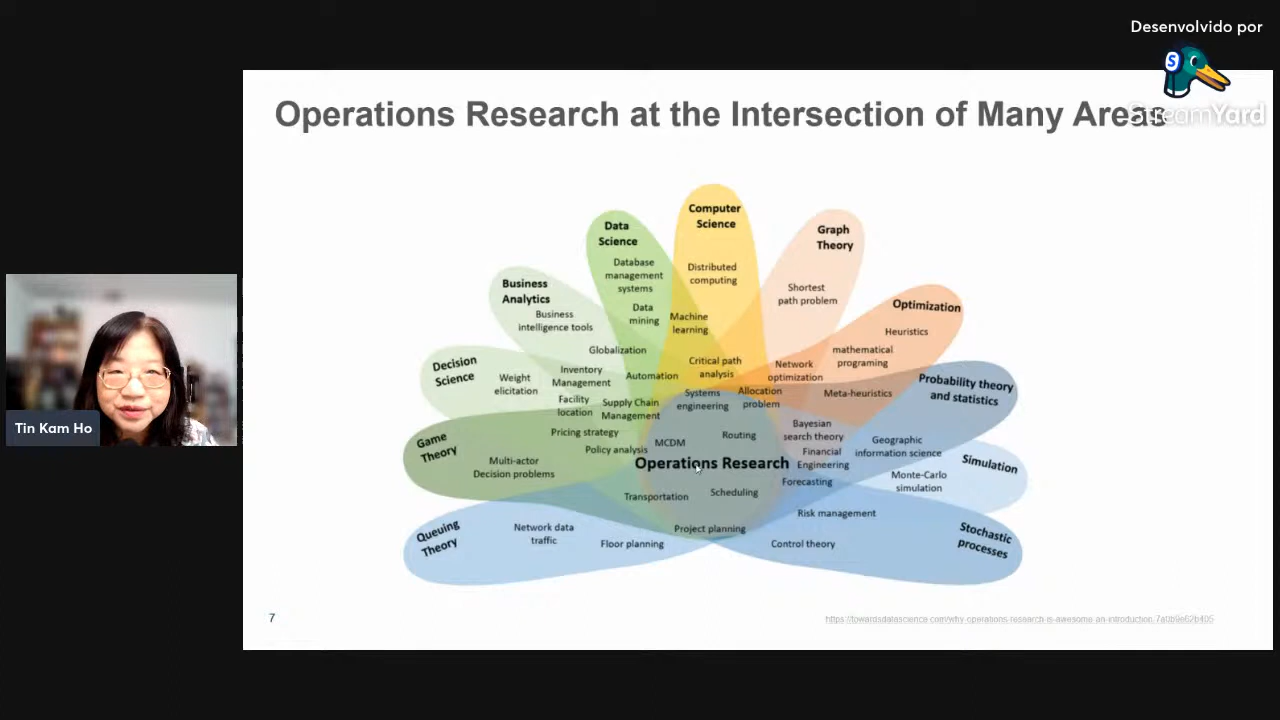 Desenvolvido por
StreamYard
Operations Research at the Intersection of Many Areas
Computer
Science
Data
Science
Graph
Theory
Database
management
systems
Distributed
computing
Business
Analytics
Shortest
path problem
Optimization
Business
intelligence tools
Data
mining
Machine
learning
Heuristics
Globalization
mathematical
programing
Decision
Science
Weight
elicitation
Inventory
Management
Automation
Critical path
analysis
Network
optimization
Probability theory
and statistics
Facility
location
Supply Chain
Management
Systems
engineering
Allocation
problem
Meta-heuristics
Game
Theory
Pricing strategy
Policy analysis
MCDM
Routing
Bayesian
search theory
Geographic
information science
Multi-actor
Decision problems
Operations Research
Financial
Engineering
Simulation
Forecasting
Monte-Carlo
simulation
Transportation
Scheduling
Risk management
Queuing
Theory
Network data
traffic
Floor planning
Project planning
Control theory
Stochastic
processes
Tin Kam Ho
7
https://towardsdatascience.com/why-operations-research-is-awesome-an-introduction-7a0b9e62b405